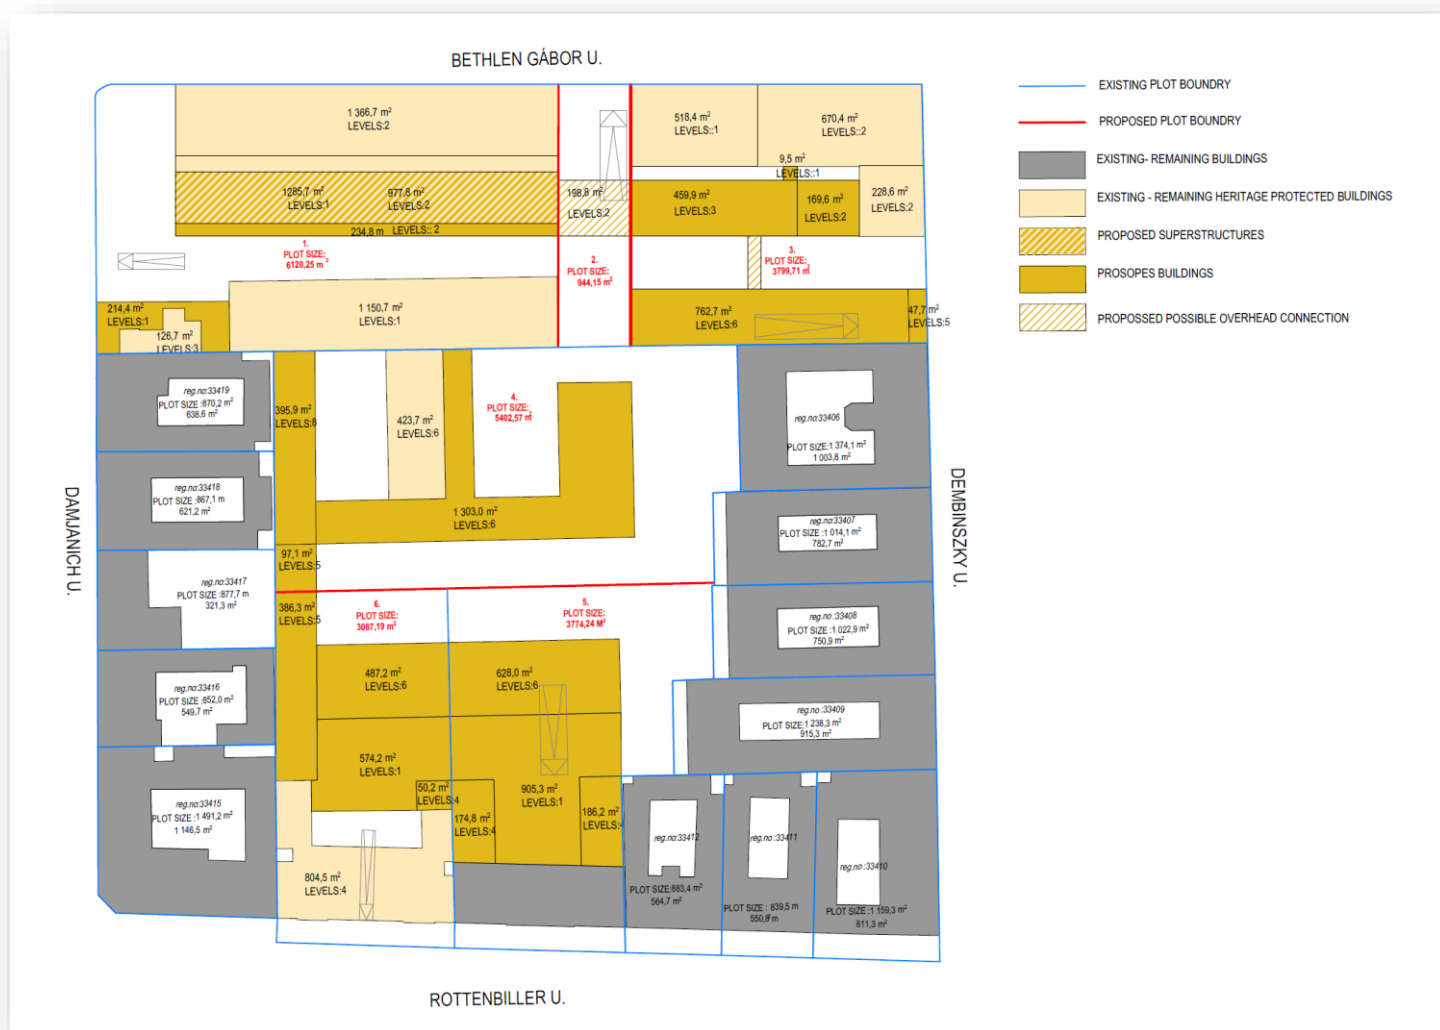 BETHLEN GÁBOR U.
EXISTING PLOT BOUNDRY
PROPOSED PLOT BOUNDRY
EXISTING- REMAINING BUILDINGS
EXISTING - REMAINING HERITAGE PROTECTED BUILDINGS
PROPOSED SUPERSTRUCTURES
PROSOPES BUILDINGS
PROPOSSED POSSIBLE OVERHEAD CONNECTION
1 366,7 m²
LEVELS:2
518,4 m²
LEVELS::1
670,4 m²
LEVELS::2
9,5 m²
LEVELS::1
1285,7 m²
LEVELS:1
977,8 m²
LEVELS:2
198,8 m²
LEVELS:2
459,9 m²
LEVELS:3
169,6 m²
LEVELS:2
228,6 m²
LEVELS:2
234,8 m LEVELS:: 2
1.
PLOT SIZE:
6120,25 m²
2.
PLOT SIZE:
944,15 m²
3.
PLOT SIZE:
3799,71 m²
214,4 m²
LEVELS:1
126,7 m²
LEVELS:3
1 150,7 m²
LEVELS:1
762,7 m²
LEVELS:6
47,7 m²
LEVELS:5
reg.no:33419
PLOT SIZE :870,2 m²
638,6 m²
395,9 m²
LEVELS:8
423,7 m²
LEVELS:6
4.
PLOT SIZE:
5402,57 m²
reg.no:33406
PLOT SIZE:1 374,1 m²
1 003,8 m²
DAMJANICH U.
DEMBINSZKY U.
reg.no:33418
PLOT SIZE :867,1 m
621,2 m²
1 303,0 m²
LEVELS:6
reg.no:33407
PLOT SIZE :1 014,1 m²
782,7 m²
97,1 m²
LEVELS:5
reg.no:33417
PLOT SIZE :877,7 m
321,3 m²
386,3 m²
LEVELS:5
6.
PLOT SIZE:
3087,19 m²
5.
PLOT SIZE:
3774,24 M²
reg.no :33408
PLOT SIZE :1 022,9 m²
750,9 m²
reg.no:33416
PLOT SIZE :852,0 m²
549,7 m²
487,2 m²
LEVELS:6
628,0 m²
LEVELS:6
reg.no :33409
PLOT SIZE:1 238,3 m²
915,3 m²
574,2 m²
LEVELS:1
50,2 m²
LEVELS:4
174,8 m²
LEVELS:4
905,3 m²
LEVELS:1
186,2 m²
LEVELS:
reg.no:33415
PLOT SIZE :1 491,2 m²
1 146,5 m²
804,5 m²
LEVELS:4
reg.no:33412
PLOT SIZE:883,4 m²
564,7 m²
reg.no :33411
PLOT SIZE : 839,5 m
550,8 m
reg.no :33410
PLOT SIZE :1 159,3 m²
811,3 m²
ROTTENBILLER U.